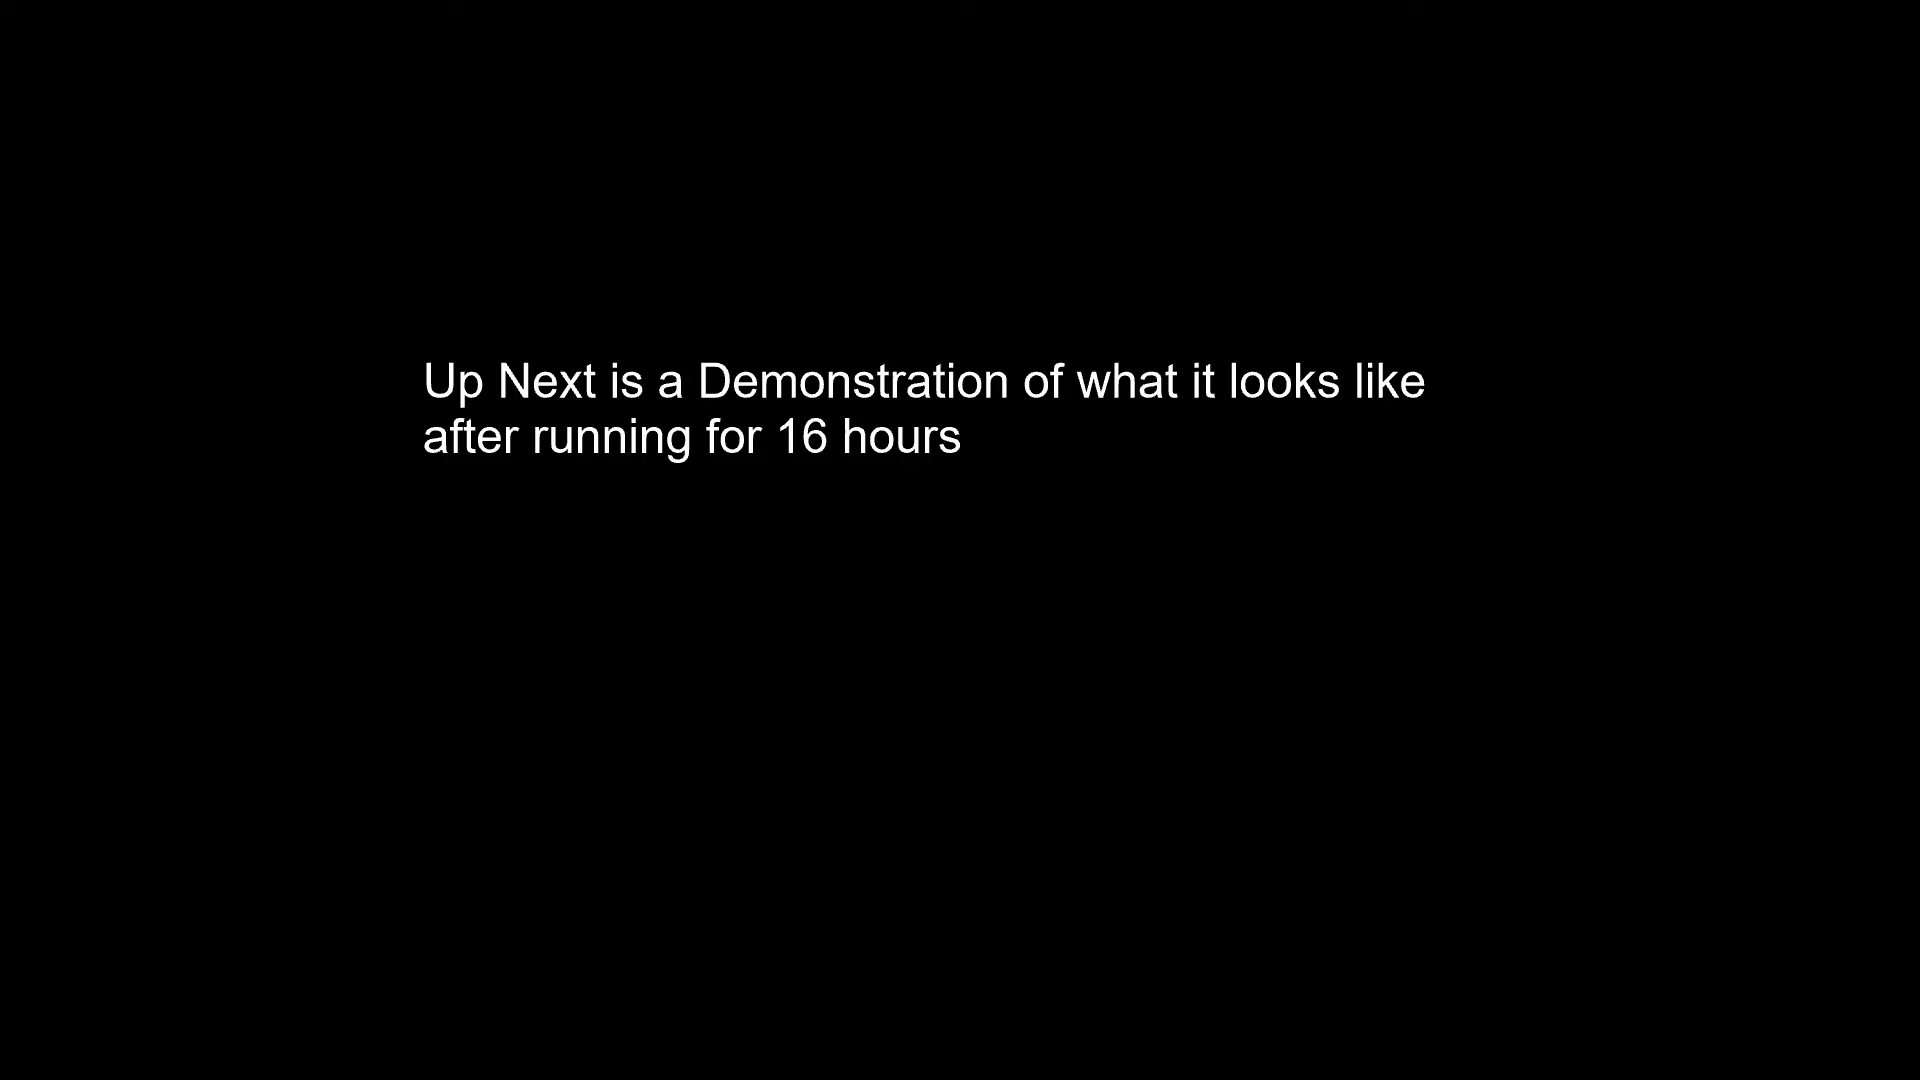 Up Next is a Demonstration of what it looks like
after running for 16 hours